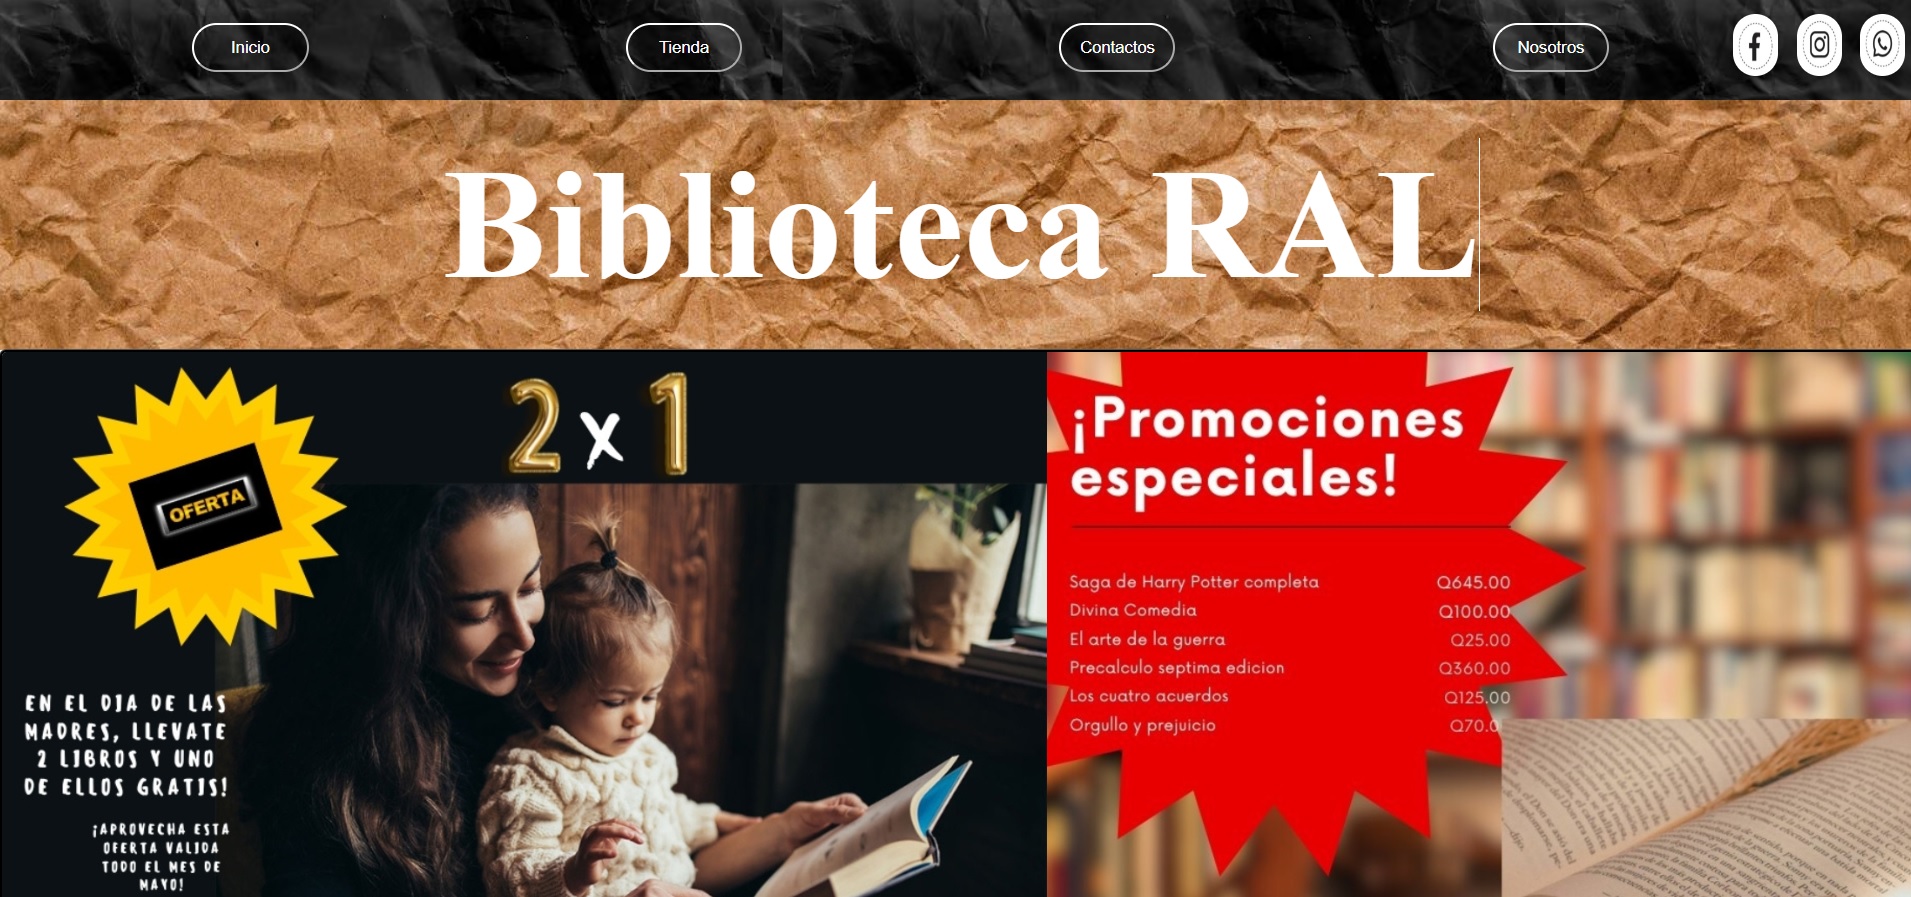 Inicio
Tienda
Contactos
Nosotros
Biblioteca RAL
OFERTA
2 x 1
EN EL DIA DE LAS
MADRES, LLEVATE
2 LIBROS Y UNO
DE ELLOS GRATIS!
¡APROVECHA ESTA
OFERTA VALIDA
TODO EL MES DE
MAYO!
¡Promociones
especiales!
Saga de Harry Potter completa Q645.00
Divina Comedia Q100.00
El arte de la guerra Q25.00
Precalculo septima edicion Q360.00
Los cuatro acuerdos Q125.00
Orgullo y prejuicio Q70.0